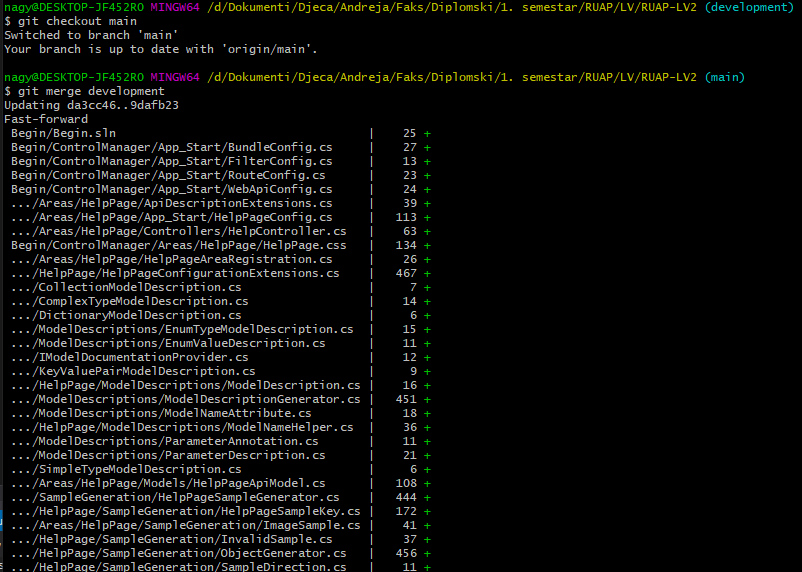 nagy@DESKTOP-JF452RO MINGW64 /d/Dokumenti/Djeca/Andreja/Faks/Diplomski/1. semestar/RUAP/LV/RUAP-LV2 (development)
$ git checkout main
Switched to branch 'main'
Your branch is up to date with 'origin/main'.
nagy@DESKTOP-JF452RO MINGW64 /d/Dokumenti/Djeca/Andreja/Faks/Diplomski/1. semestar/RUAP/LV/RUAP-LV2 (main)
$ git merge development
Updating da3cc46..9dafb23
Fast-forward
Begin/Begin.sln | 25 +
Begin/ControlManager/App_Start/BundleConfig.cs | 27 +
Begin/ControlManager/App_Start/FilterConfig.cs | 13 +
Begin/ControlManager/App_Start/RouteConfig.cs | 23 +
Begin/ControlManager/App_Start/WebApiConfig.cs | 24 +
.../Areas/HelpPage/ApiDescriptionExtensions.cs | 39 +
.../Areas/HelpPage/App_Start/HelpPageConfig.cs | 113 +
.../Areas/HelpPage/Controllers/HelpController.cs | 63 +
Begin/ControlManager/Areas/HelpPage/HelpPage.css | 134 +
.../Areas/HelpPage/HelpPageAreaRegistration.cs | 26 +
.../HelpPage/HelpPageConfigurationExtensions.cs | 467 +
.../CollectionModelDescription.cs | 7 +
.../ComplexTypeModelDescription.cs | 14 +
.../DictionaryModelDescription.cs | 6 +
.../ModelDescriptions/EnumTypeModelDescription.cs | 15 +
.../ModelDescriptions/EnumValueDescription.cs | 11 +
.../IModelDocumentationProvider.cs | 12 +
.../KeyValuePairModelDescription.cs | 9 +
.../HelpPage/ModelDescriptions/ModelDescription.cs | 16 +
.../ModelDescriptions/ModelDescriptionGenerator.cs | 451 +
.../ModelDescriptions/ModelNameAttribute.cs | 18 +
.../HelpPage/ModelDescriptions/ModelNameHelper.cs | 36 +
.../ModelDescriptions/ParameterAnnotation.cs | 11 +
.../ModelDescriptions/ParameterDescription.cs | 21 +
.../SimpleTypeModelDescription.cs | 6 +
.../Areas/HelpPage/Models/HelpPageApiModel.cs | 108 +
.../SampleGeneration/HelpPageSampleGenerator.cs | 444 +
.../HelpPage/SampleGeneration/HelpPageSampleKey.cs | 172 +
.../Areas/HelpPage/SampleGeneration/ImageSample.cs | 41 +
.../HelpPage/SampleGeneration/InvalidSample.cs | 37 +
.../HelpPage/SampleGeneration/ObjectGenerator.cs | 456 +
.../HelpPage/SampleGeneration/SampleDirection.cs | 11 +